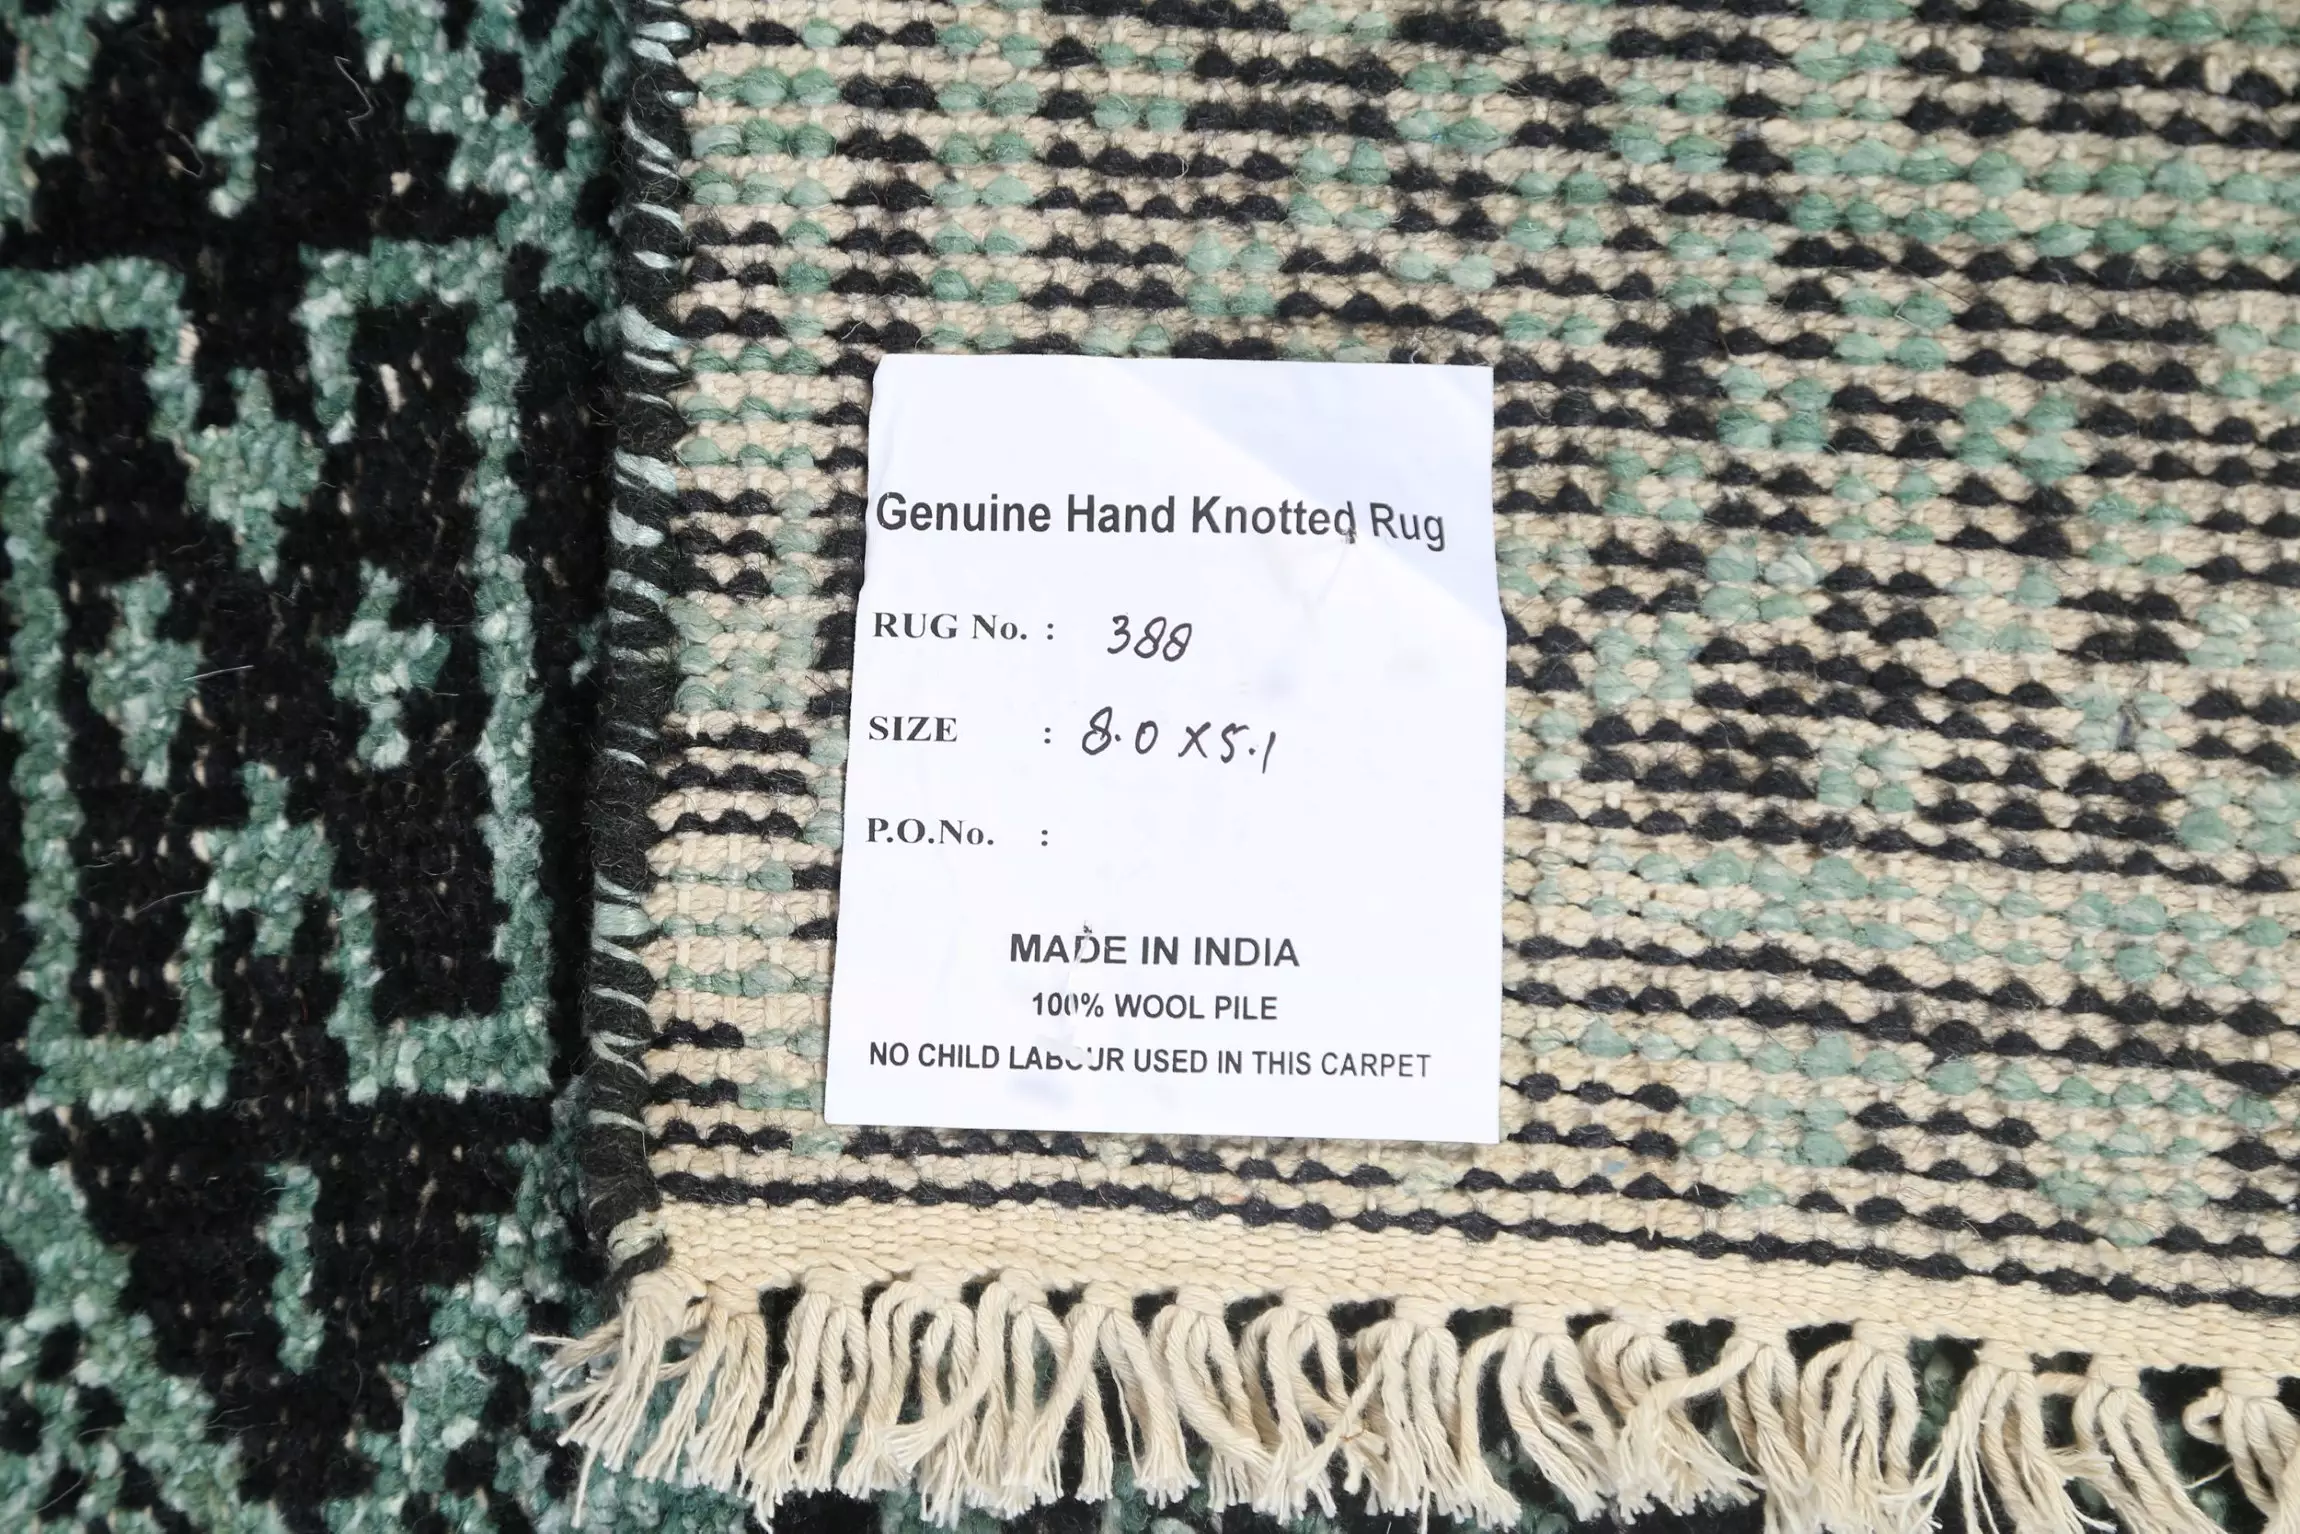 Genuine Hand Knotted Rug
RUG No. : 388
SIZE : 8.0 X 5.1
P.O.No. :
MADE IN INDIA
100% WOOL PILE
NO CHILD LABOUR USED IN THIS CARPET